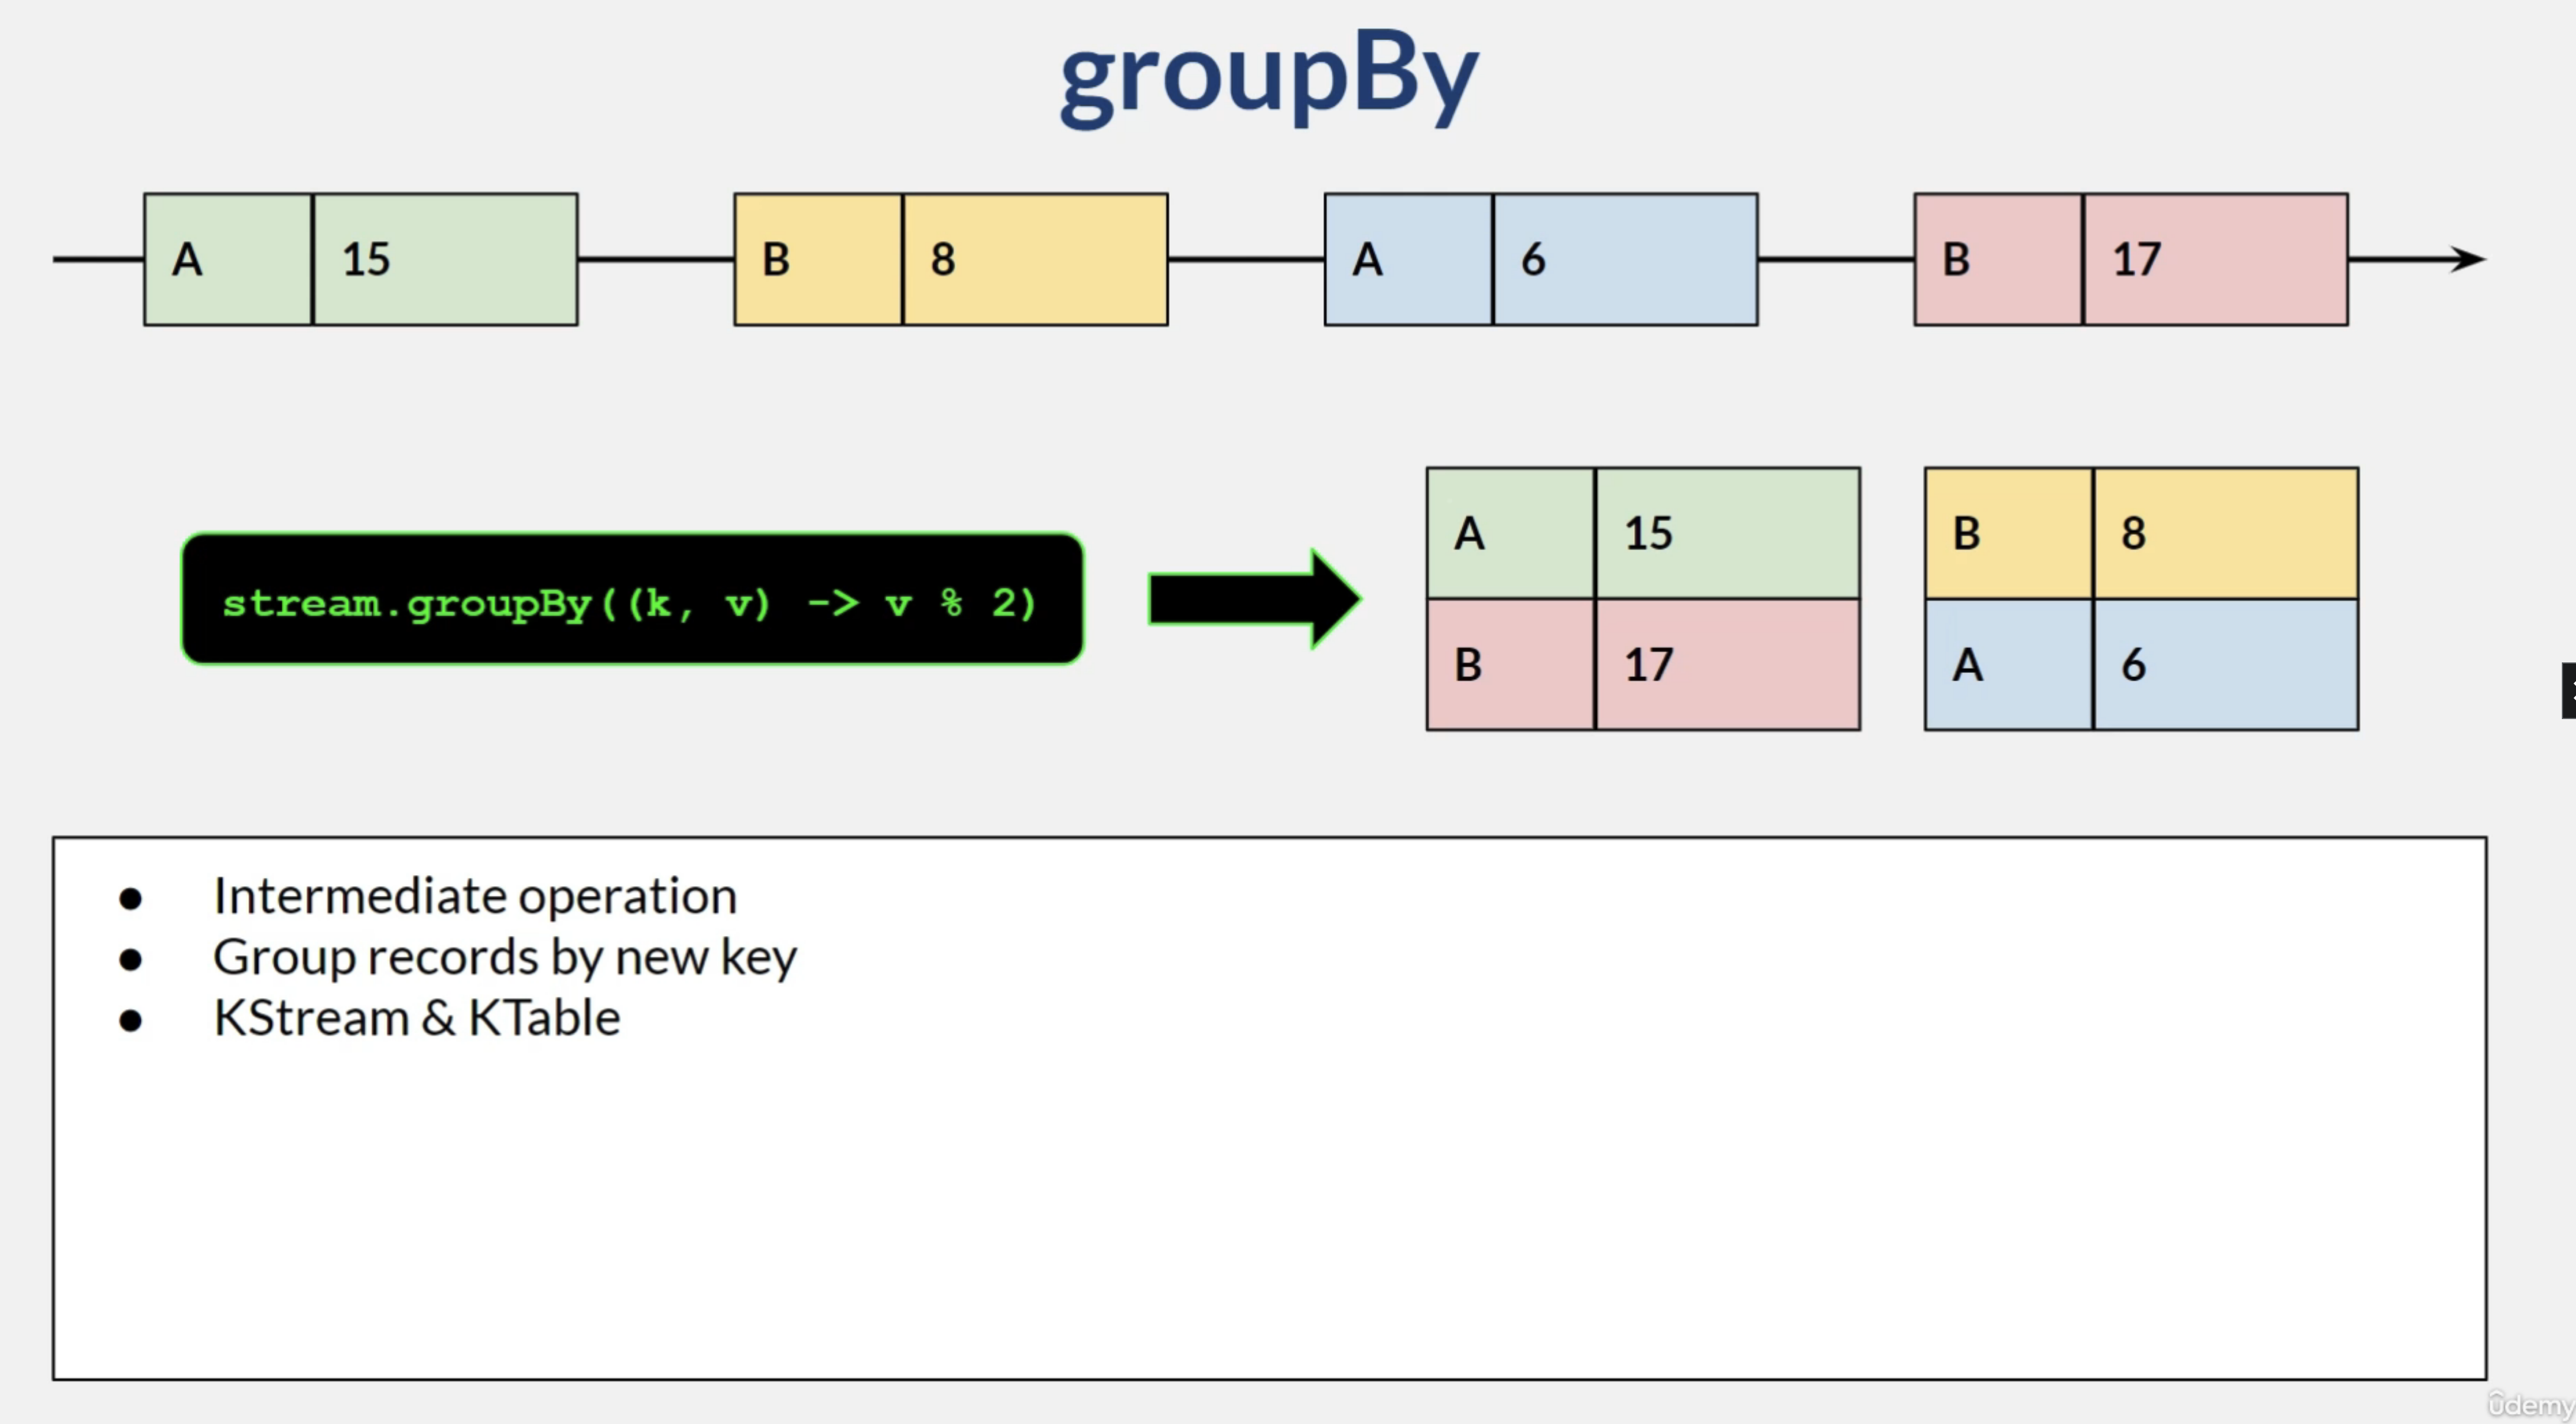 groupBy
A 15
B 8
A 6
B 17
stream.groupBy((k, v) -> v % 2)
A 15
B 17
B 8
A 6
● Intermediate operation
● Group records by new key
● KStream & KTable
ûdemy